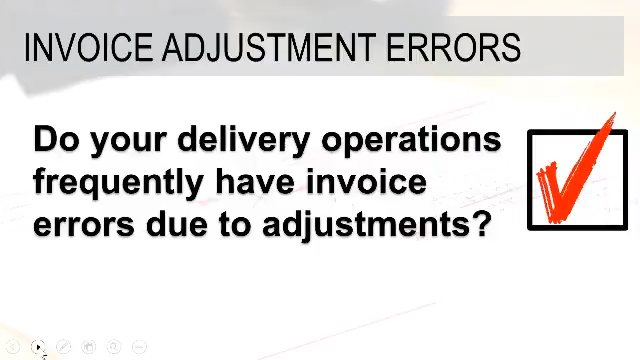 INVOICE ADJUSTMENT ERRORS
Do your delivery operations
frequently have invoice
errors due to adjustments?